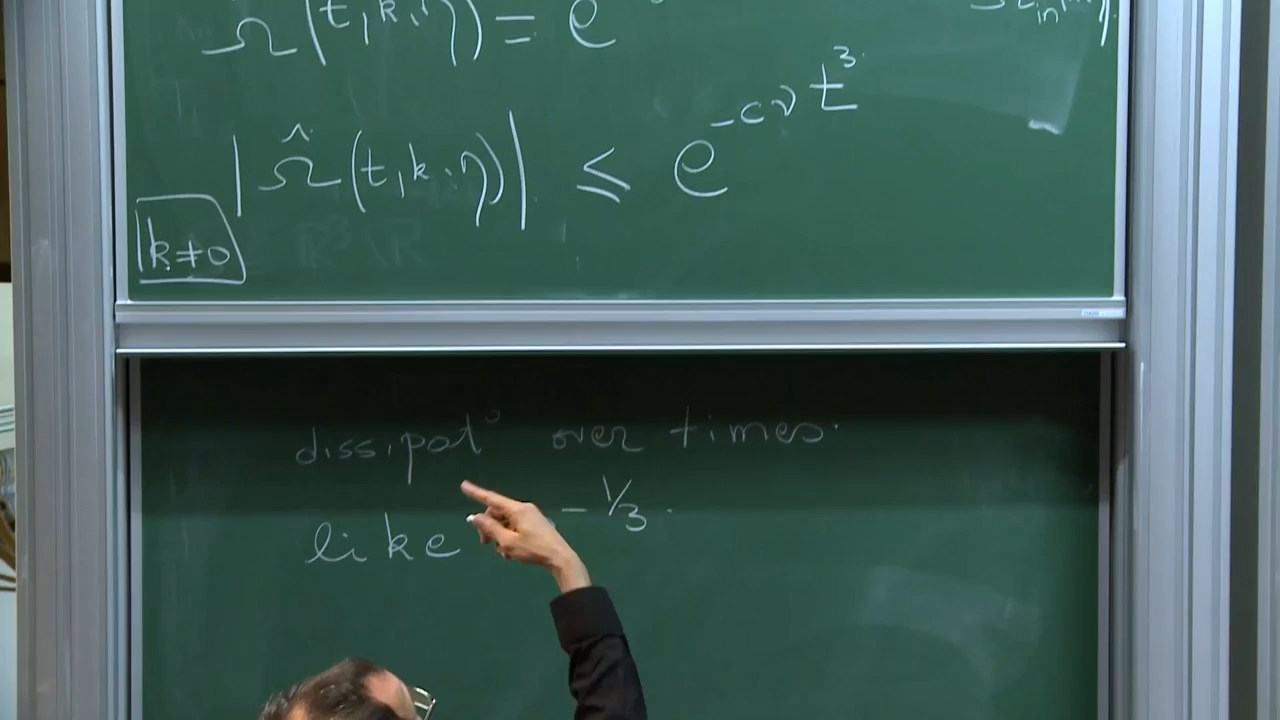 Ω(t,k,η) = e
|Ω̂(t,k,η)| ≤ e^{-cνt³}
k≠0
dissipat° over times.
like -1/3.